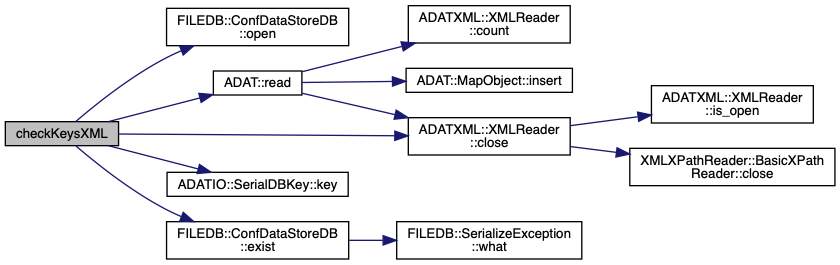 checkKeysXML
FILEDB::ConfDataStoreDB
::open
ADAT::read
ADATXML::XMLReader
::close
ADATIO::SerialDBKey::key
FILEDB::ConfDataStoreDB
::exist
ADATXML::XMLReader
::count
ADAT::MapObject::insert
ADATXML::XMLReader
::is_open
XMLXPathReader::BasicXPath
Reader::close
FILEDB::SerializeException
::what